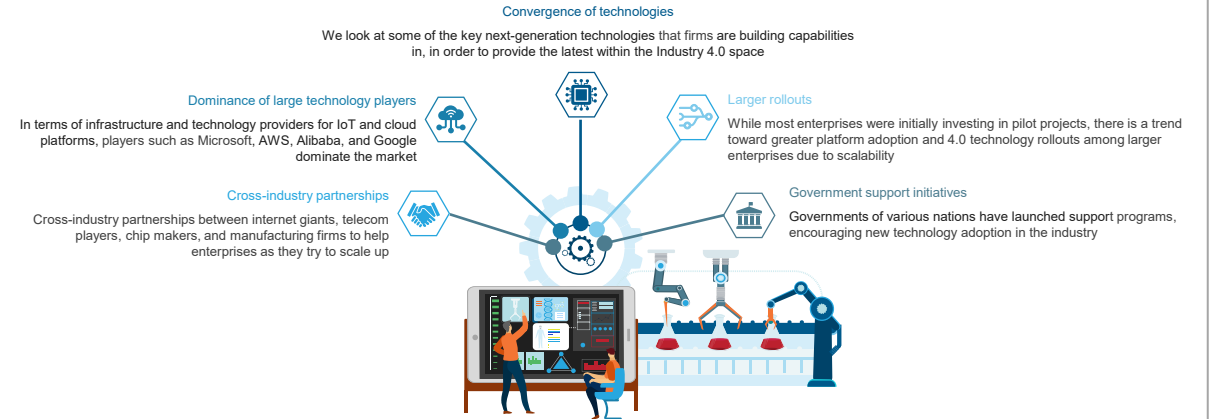 Convergence of technologies
We look at some of the key next-generation technologies that firms are building capabilities
in, in order to provide the latest within the Industry 4.0 space
Dominance of large technology players
In terms of infrastructure and technology providers for IoT and cloud
platforms, players such as Microsoft, AWS, Alibaba, and Google
dominate the market
Larger rollouts
While most enterprises were initially investing in pilot projects, there is a trend
toward greater platform adoption and 4.0 technology rollouts among larger
enterprises due to scalability
Cross-industry partnerships
Cross-industry partnerships between internet giants, telecom
players, chip makers, and manufacturing firms to help
enterprises as they try to scale up
Government support initiatives
Governments of various nations have launched support programs,
encouraging new technology adoption in the industry